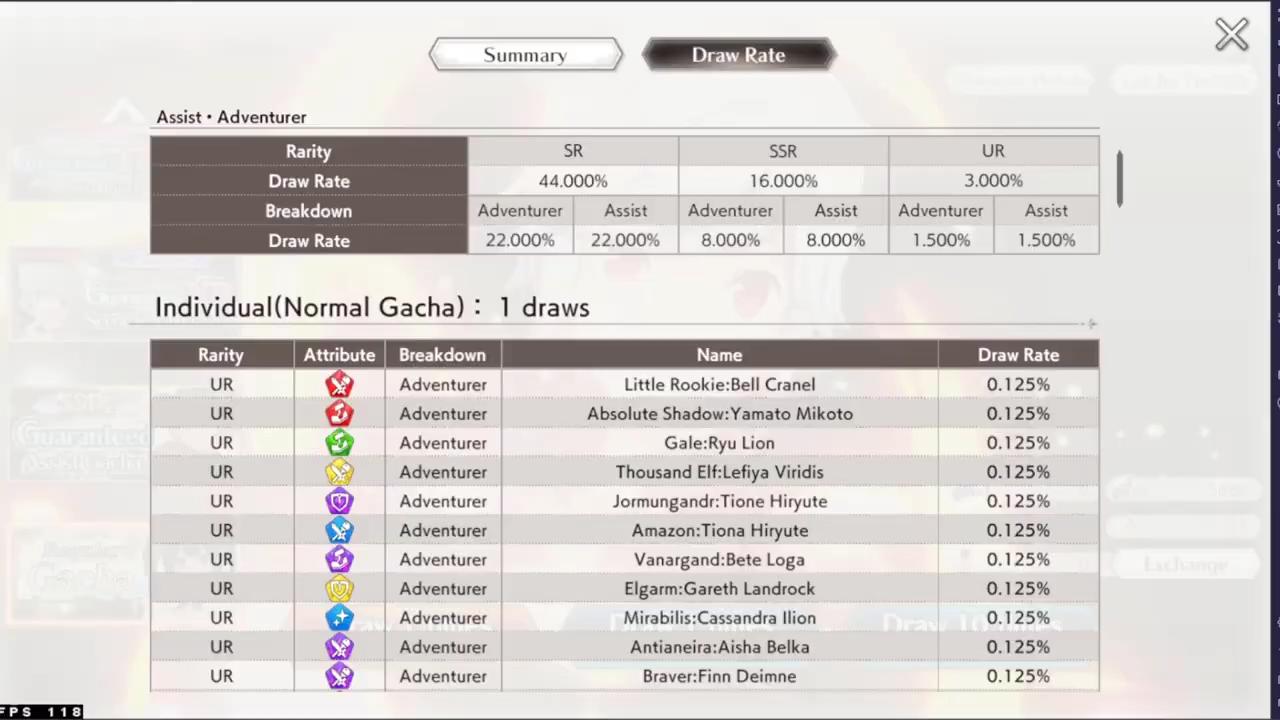 Summary
Draw Rate
Assist・Adventurer
Rarity SR SSR UR
Draw Rate 44.000% 16.000% 3.000%
Breakdown Adventurer Assist Adventurer Assist Adventurer Assist
Draw Rate 22.000% 22.000% 8.000% 8.000% 1.500% 1.500%
Individual(Normal Gacha)： 1 draws
Rarity Attribute Breakdown Name Draw Rate
UR Adventurer Little Rookie:Bell Cranel 0.125%
UR Adventurer Absolute Shadow:Yamato Mikoto 0.125%
UR Adventurer Gale:Ryu Lion 0.125%
UR Adventurer Thousand Elf:Lefiya Viridis 0.125%
UR Adventurer Jormungandr:Tione Hiryute 0.125%
UR Adventurer Amazon:Tiona Hiryute 0.125%
UR Adventurer Vanargand:Bete Loga 0.125%
UR Adventurer Elgarm:Gareth Landrock 0.125%
UR Adventurer Mirabilis:Cassandra Ilion 0.125%
UR Adventurer Antianeira:Aisha Belka 0.125%
UR Adventurer Braver:Finn Deimne 0.125%
Guaranteed
Gacha
Exchange
FPS 118